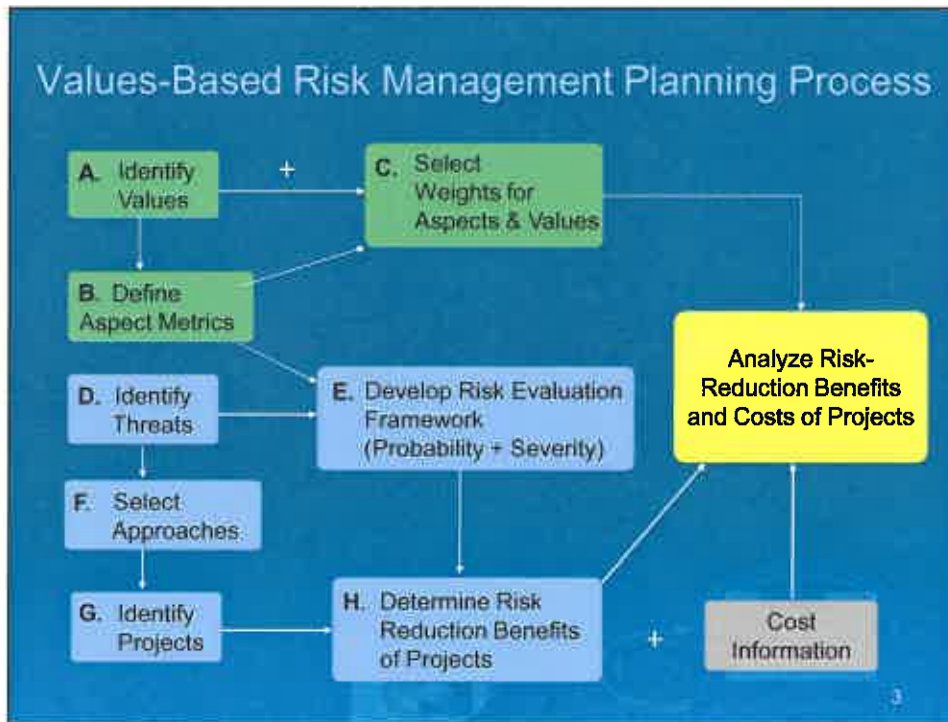 Values-Based Risk Management Planning Process
A. Identify
Values
+
C. Select
Weights for
Aspects & Values
B. Define
Aspect Metrics
Analyze Risk-
Reduction Benefits
and Costs of Projects
D. Identify
Threats
E. Develop Risk Evaluation
Framework
(Probability + Severity)
F. Select
Approaches
G. Identify
Projects
H. Determine Risk
Reduction Benefits
of Projects
+
Cost
Information
3